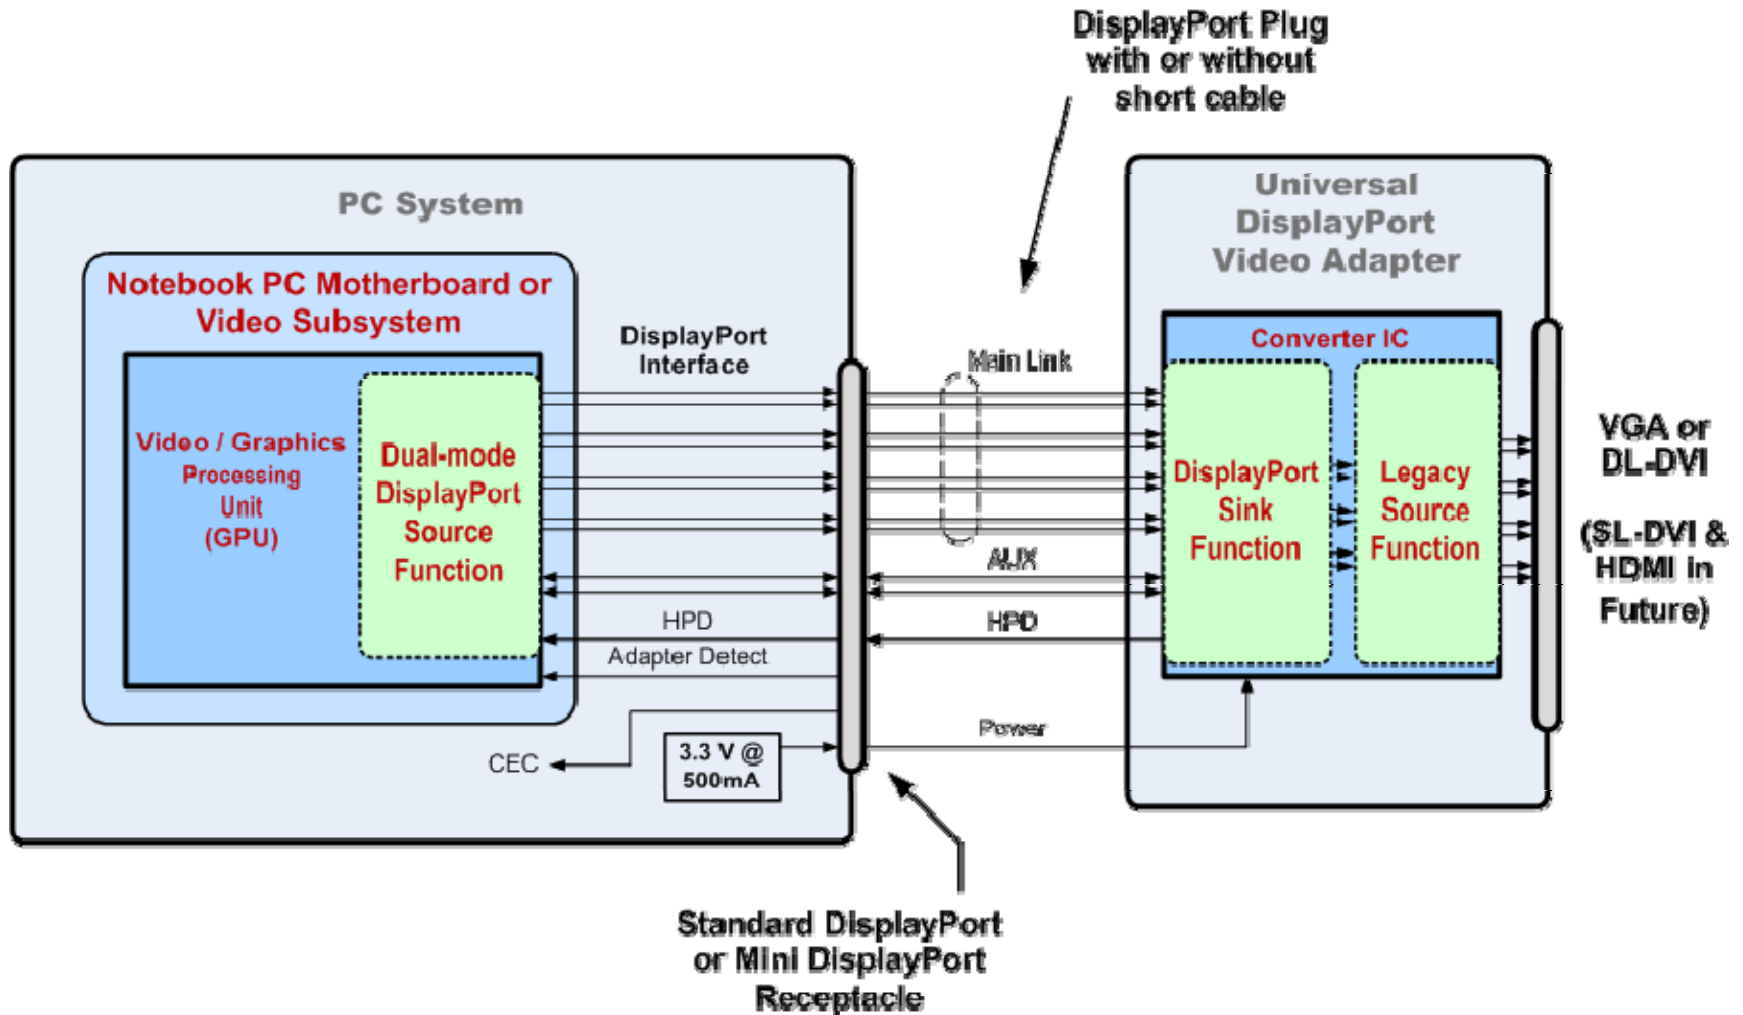 DisplayPort Plug
with or without
short cable
PC System
Notebook PC Motherboard or
Video Subsystem
Video / Graphics
Processing
Unit
(GPU)
Dual-mode
DisplayPort
Source
Function
DisplayPort
Interface
HPD
Adapter Detect
CEC
3.3 V @
500mA
Main Link
AUX
HPD
Power
Universal
DisplayPort
Video Adapter
Converter IC
DisplayPort
Sink
Function
Legacy
Source
Function
VGA or
DL-DVI
(SL-DVI &
HDMI in
Future)
Standard DisplayPort
or Mini DisplayPort
Receptacle